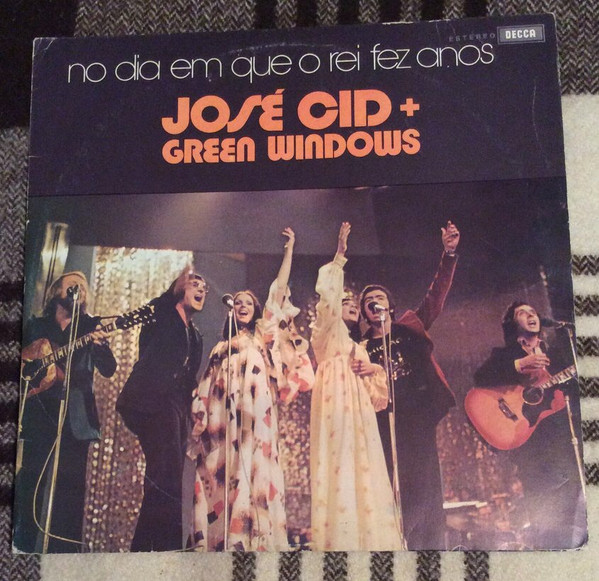 ESTEREO DECCA
no dia em que o rei fez anos
JOSÉ CID +
GREEN WINDOWS